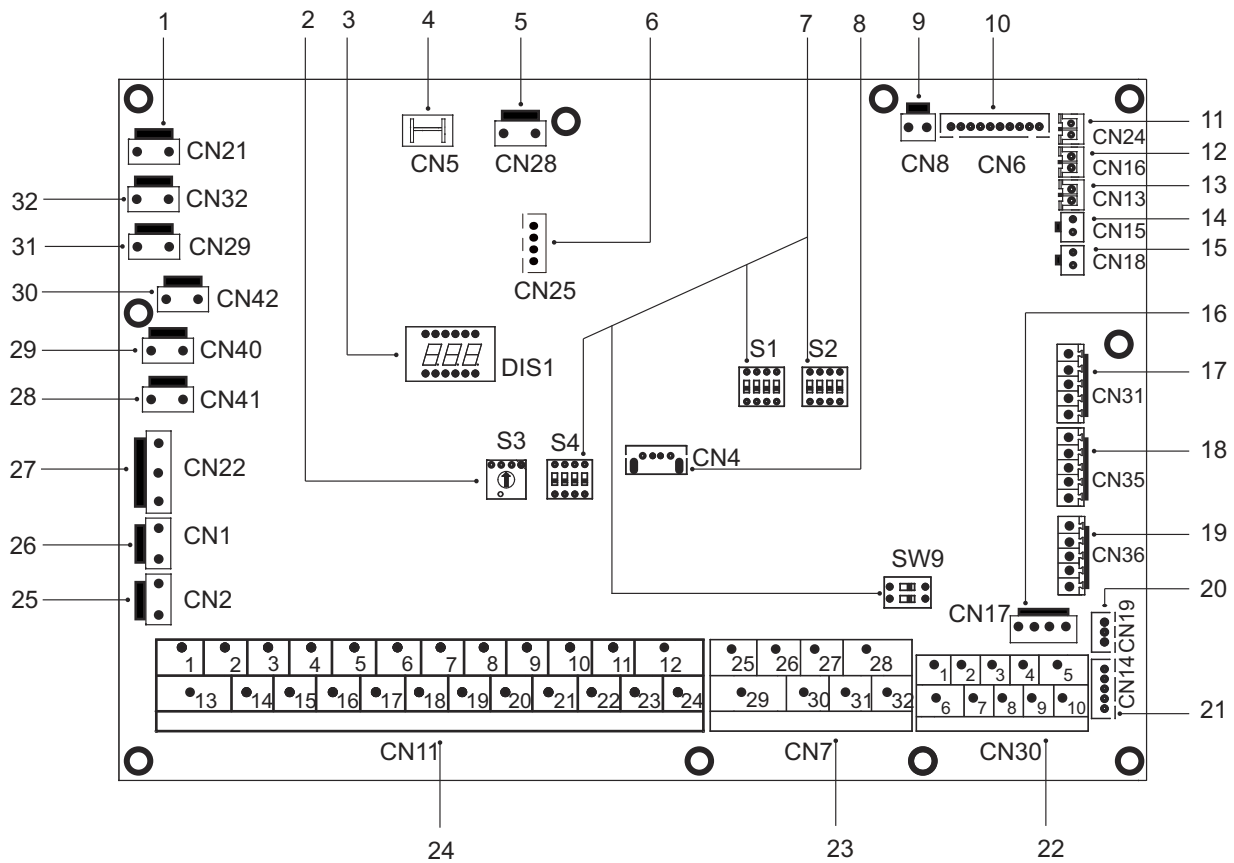 1 2 3 4 5 6 7 8 9 10
11
12
13
14
15
16
17
18
19
20
21
22
23
24
25
26
27
28
29
30
31
32
CN21
CN32
CN29
CN42
CN40
CN41
CN22
CN1
CN2
CN5
CN28
CN25
DIS1
S3
S4
S1
S2
CN4
SW9
CN8
CN6
CN24
CN16
CN13
CN15
CN18
CN31
CN35
CN36
CN17
CN19
CN14
1 2 3 4 5 6 7 8 9 10 11 12
13 14 15 16 17 18 19 20 21 22 23 24
CN11
25 26 27 28
29 30 31 32
CN7
1 2 3 4 5
6 7 8 9 10
CN30